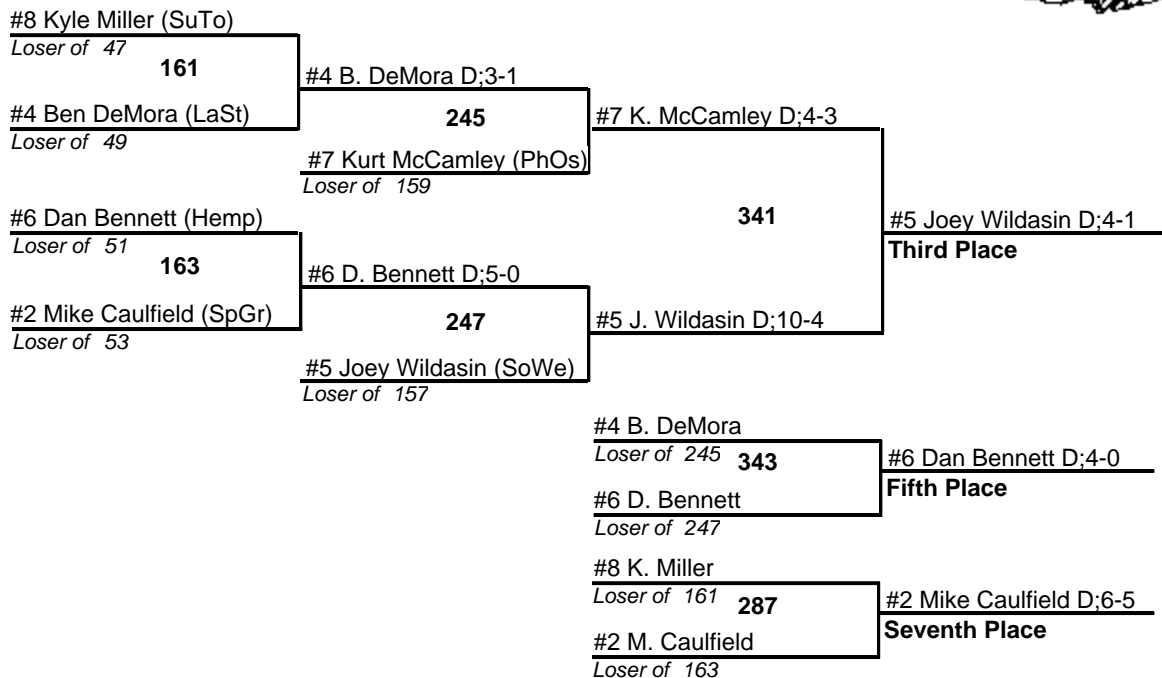 #8 Kyle Miller (SuTo)
Loser of 47
161
#4 B. DeMora D;3-1
#4 Ben DeMora (LaSt)
Loser of 49
245
#7 K. McCamley D;4-3
#7 Kurt McCamley (PhOs)
Loser of 159
#6 Dan Bennett (Hemp)
Loser of 51
341
#5 Joey Wildasin D;4-1
Third Place
163
#6 D. Bennett D;5-0
#2 Mike Caulfield (SpGr)
Loser of 53
247
#5 J. Wildasin D;10-4
#5 Joey Wildasin (SoWe)
Loser of 157
#4 B. DeMora
Loser of 245
343
#6 Dan Bennett D;4-0
Fifth Place
#6 D. Bennett
Loser of 247
#8 K. Miller
Loser of 161
287
#2 Mike Caulfield D;6-5
Seventh Place
#2 M. Caulfield
Loser of 163